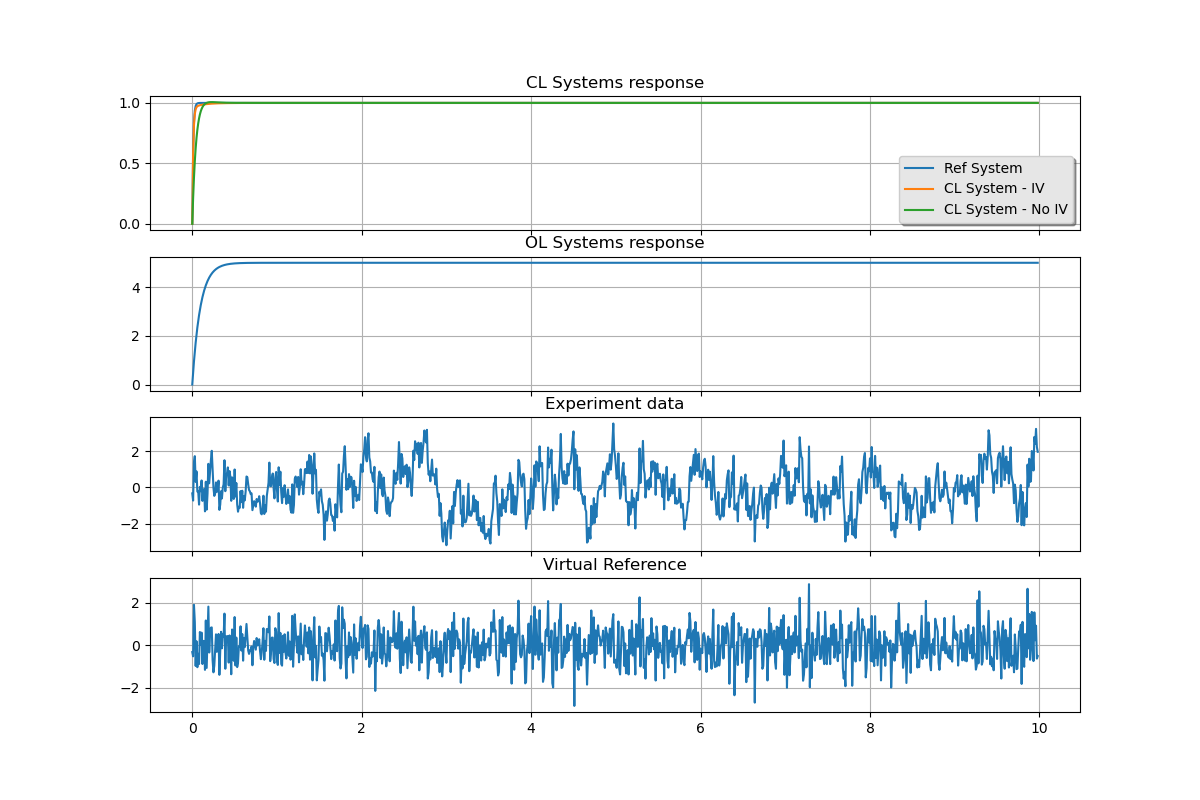 CL Systems response
1.0
0.5
0.0
Ref System
CL System - IV
CL System - No IV
OL Systems response
4
2
0
Experiment data
2
0
−2
Virtual Reference
2
0
−2
0 2 4 6 8 10